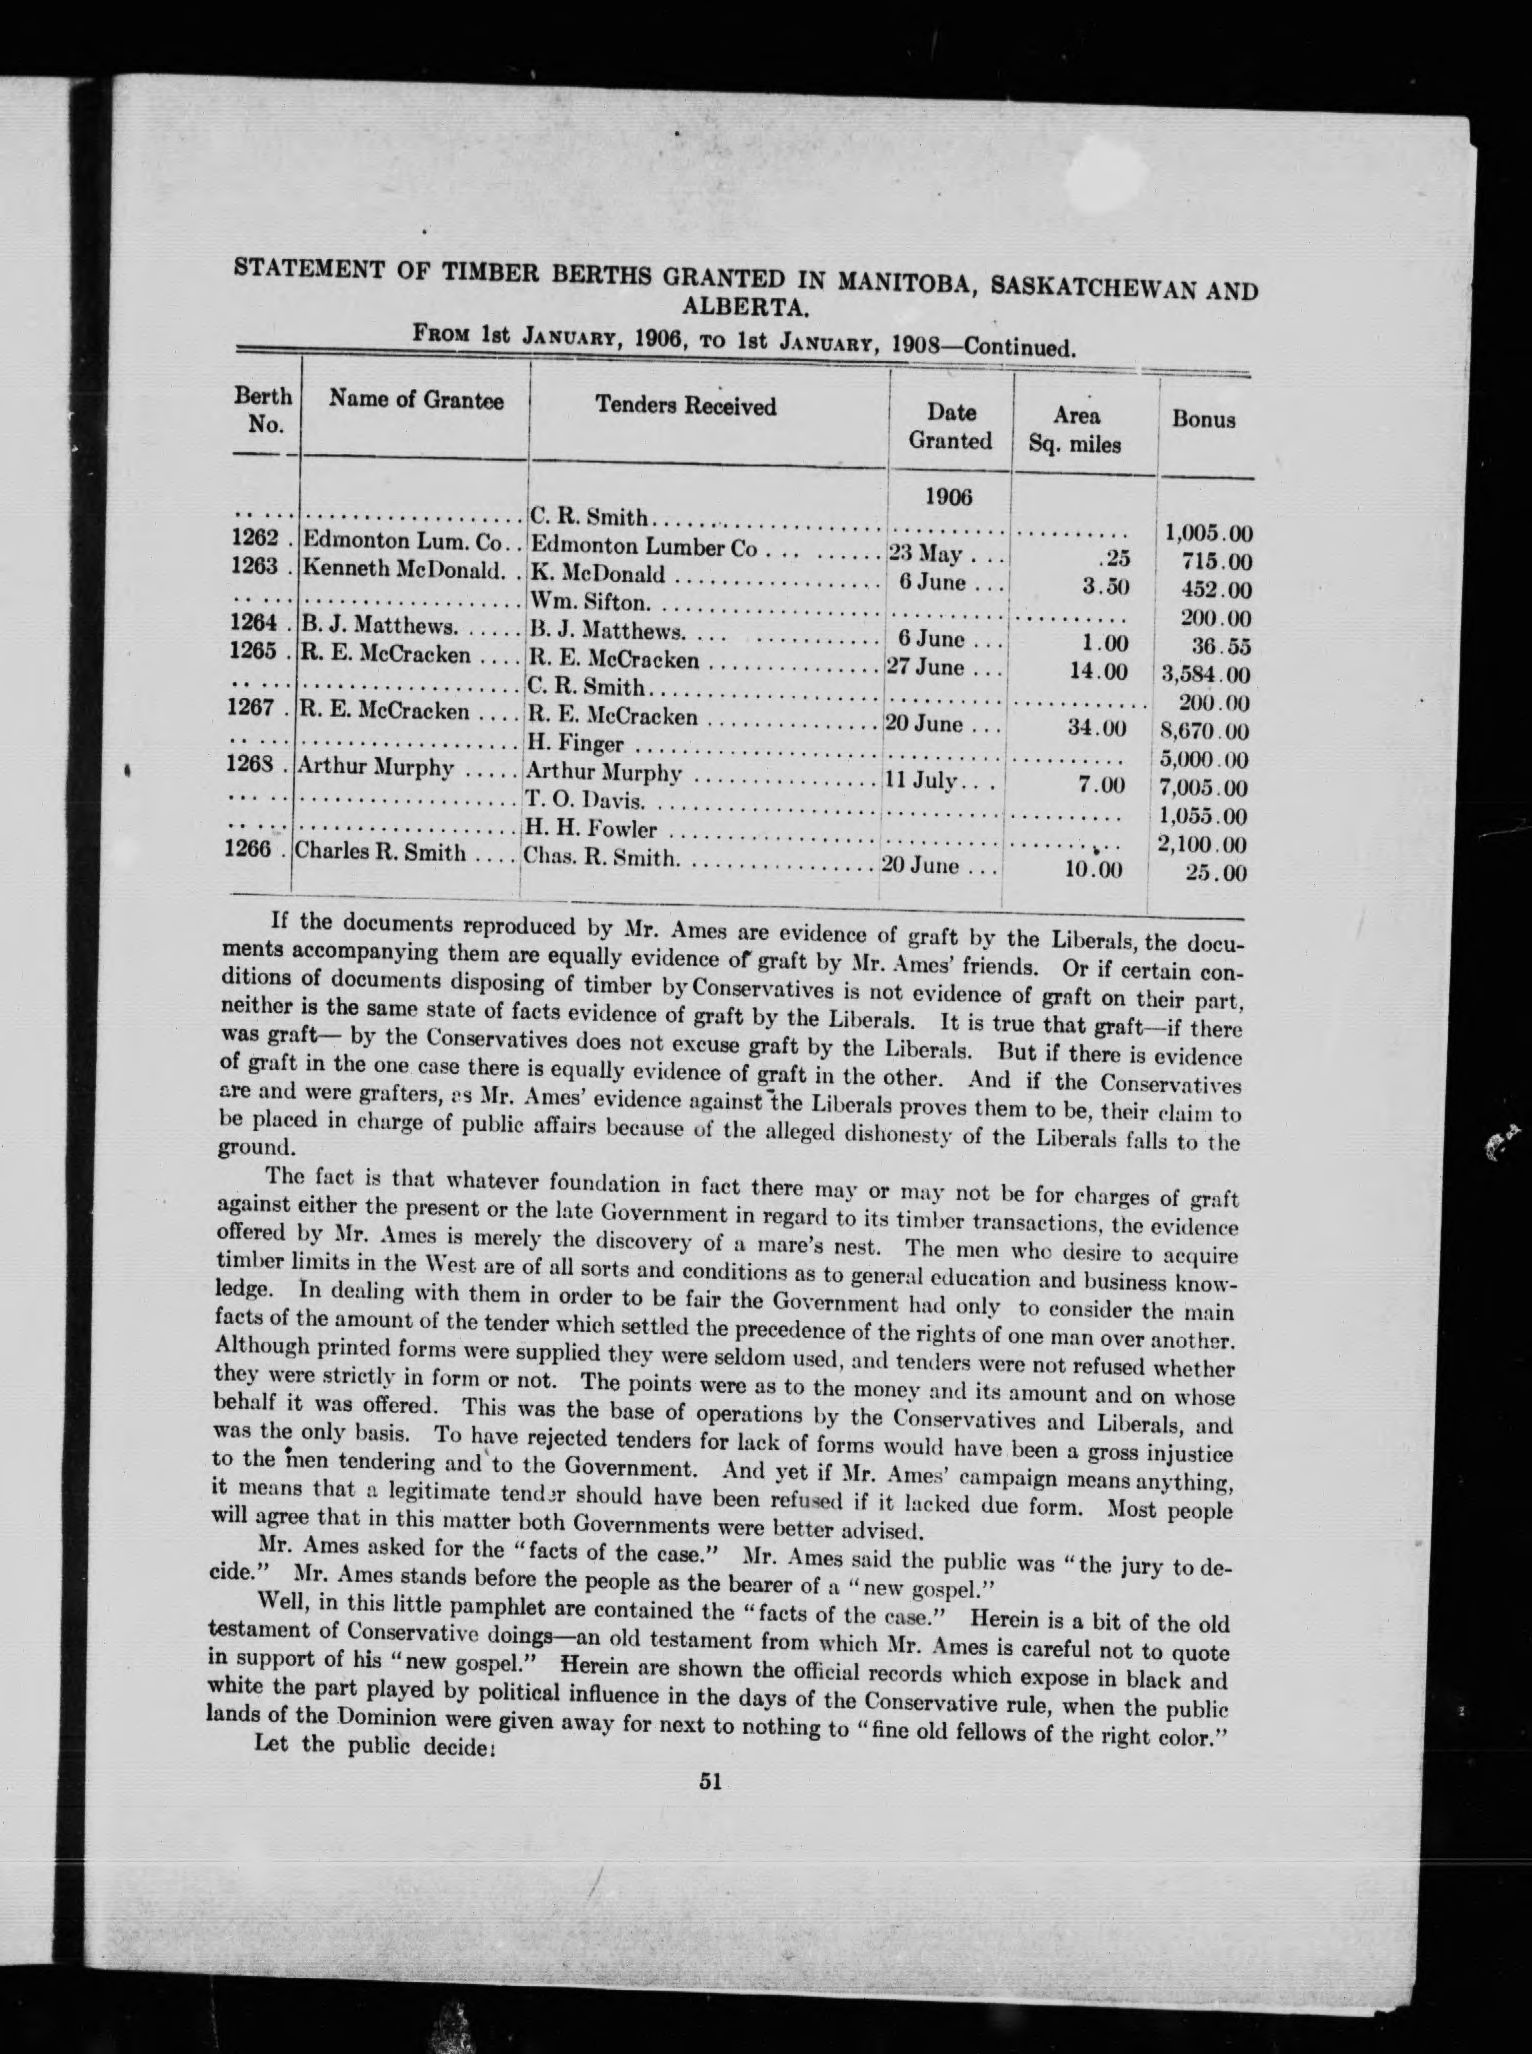 STATEMENT OF TIMBER BERTHS GRANTED IN MANITOBA, SASKATCHEWAN AND
ALBERTA.
FROM 1st JANUARY, 1906, TO 1st JANUARY, 1908—Continued.
Berth No. Name of Grantee Tenders Received Date Granted Area Sq. miles Bonus
1906
.. ... ................... C. R. Smith................... .......... .......... 1,005.00
1262 . Edmonton Lum. Co.. Edmonton Lumber Co ... ...... 23 May ... .25 715.00
1263 . Kenneth McDonald. . K. McDonald .................. 6 June ... 3.50 452.00
.. ... ................... Wm. Sifton. ................... .......... .......... 200.00
1264 . B. J. Matthews. ..... B. J. Matthews. ... ........... 6 June ... 1.00 36.55
1265 . R. E. McCracken .... R. E. McCracken ............... 27 June ... 14.00 3,584.00
.. ... ................... C. R. Smith................... .......... ............ 200.00
1267 . R. E. McCracken .... R. E. McCracken ............... 20 June ... 34.00 8,670.00
.. ... ................... H. Finger .................... .......... .......... 5,000.00
1268 . Arthur Murphy ..... Arthur Murphy ................ 11 July... 7.00 7,005.00
... .. ................... T. O. Davis. ................... .......... .......... 1,055.00
.. ... ................... H. H. Fowler .................. .......... .......... 2,100.00
1266 . Charles R. Smith .... Chas. R. Smith. ................ 20 June ... 10.00 25.00
If the documents reproduced by Mr. Ames are evidence of graft by the Liberals, the docu-
ments accompanying them are equally evidence of graft by Mr. Ames' friends. Or if certain con-
ditions of documents disposing of timber by Conservatives is not evidence of graft on their part,
neither is the same state of facts evidence of graft by the Liberals. It is true that graft—if there
was graft— by the Conservatives does not excuse graft by the Liberals. But if there is evidence
of graft in the one case there is equally evidence of graft in the other. And if the Conservatives
are and were grafters, as Mr. Ames' evidence against the Liberals proves them to be, their claim to
be placed in charge of public affairs because of the alleged dishonesty of the Liberals falls to the
ground.
The fact is that whatever foundation in fact there may or may not be for charges of graft
against either the present or the late Government in regard to its timber transactions, the evidence
offered by Mr. Ames is merely the discovery of a mare's nest. The men who desire to acquire
timber limits in the West are of all sorts and conditions as to general education and business know-
ledge. In dealing with them in order to be fair the Government had only to consider the main
facts of the amount of the tender which settled the precedence of the rights of one man over another.
Although printed forms were supplied they were seldom used, and tenders were not refused whether
they were strictly in form or not. The points were as to the money and its amount and on whose
behalf it was offered. This was the base of operations by the Conservatives and Liberals, and
was the only basis. To have rejected tenders for lack of forms would have been a gross injustice
to the men tendering and to the Government. And yet if Mr. Ames' campaign means anything,
it means that a legitimate tender should have been refused if it lacked due form. Most people
will agree that in this matter both Governments were better advised.
Mr. Ames asked for the "facts of the case." Mr. Ames said the public was "the jury to de-
cide." Mr. Ames stands before the people as the bearer of a "new gospel."
Well, in this little pamphlet are contained the "facts of the case." Herein is a bit of the old
testament of Conservative doings—an old testament from which Mr. Ames is careful not to quote
in support of his "new gospel." Herein are shown the official records which expose in black and
white the part played by political influence in the days of the Conservative rule, when the public
lands of the Dominion were given away for next to nothing to "fine old fellows of the right color."
Let the public decide:
51